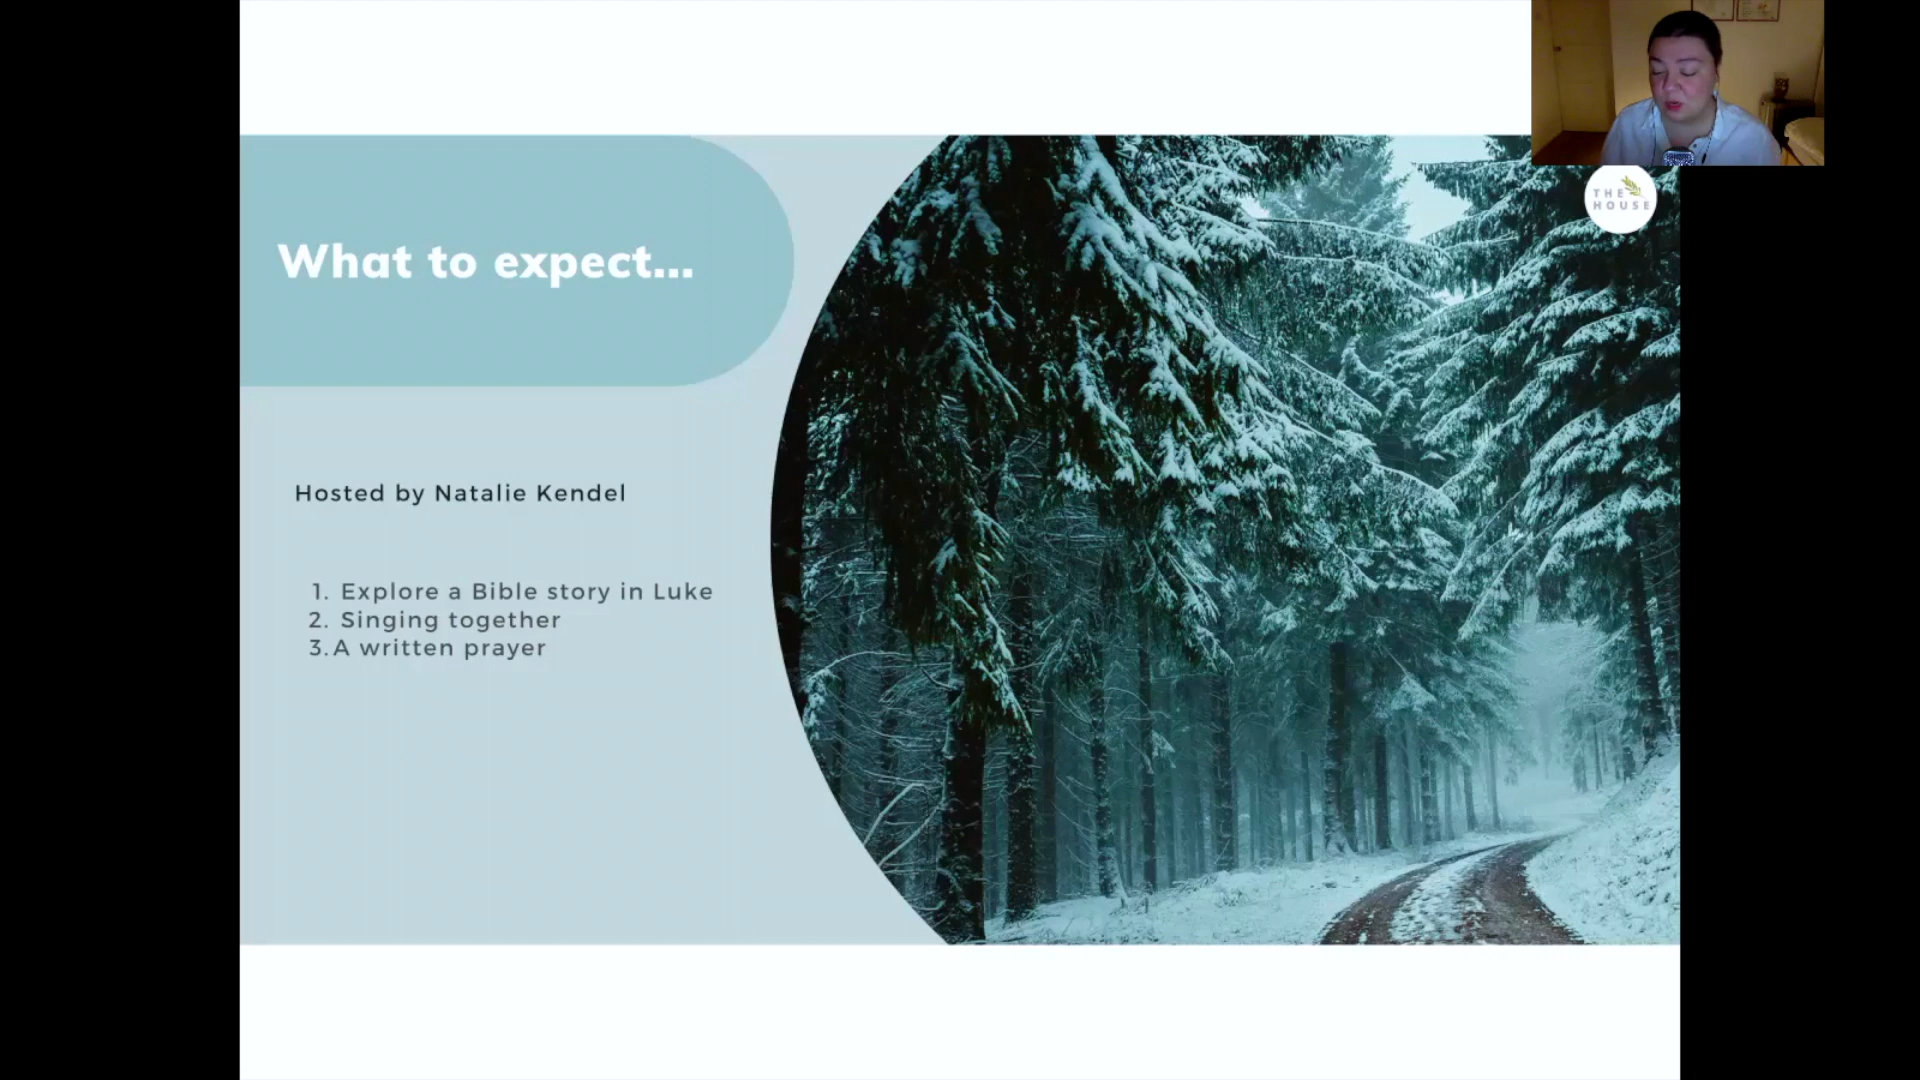 What to expect...
THE
HOUSE
Hosted by Natalie Kendel
1. Explore a Bible story in Luke
2. Singing together
3. A written prayer